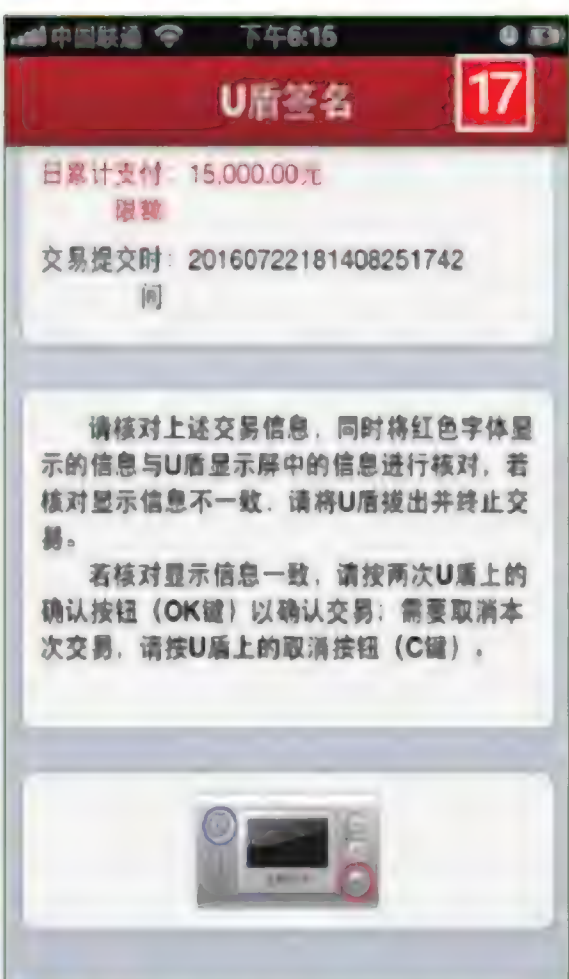 中国联通 下午6:15
U盾签名 17
日累计支付: 15,000.00元
限额
交易提交时: 20160722181408251742
间
请核对上述交易信息,同时将红色字体显
示的信息与U盾显示屏中的信息进行核对,若
核对显示信息不一致,请将U盾拔出并终止交
易。
若核对显示信息一致,请按两次U盾上的
确认按钮(OK键)以确认交易;需要取消本
次交易,请按U盾上的取消按钮(C键)。